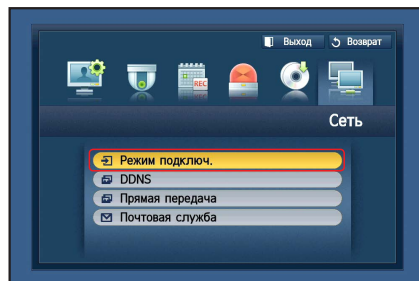 Выход Возврат
REC
Сеть
Режим подключ.
DDNS
Прямая передача
Почтовая служба